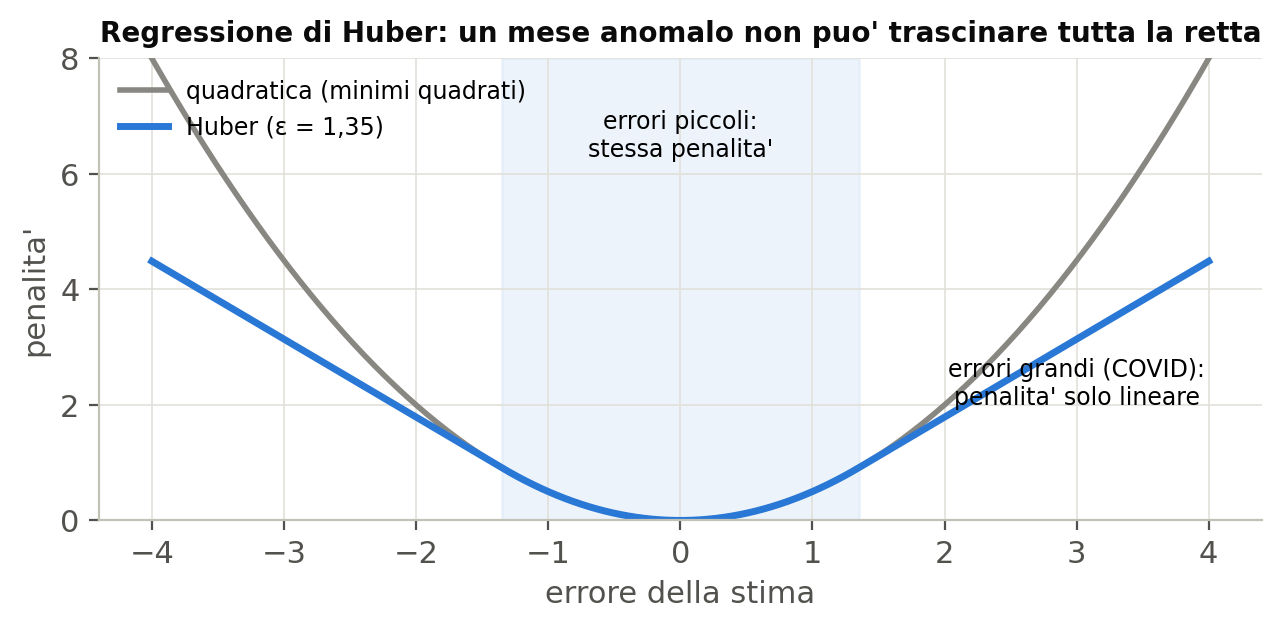 Regressione di Huber: un mese anomalo non puo' trascinare tutta la retta
8
6
4
2
0
penalita'
quadratica (minimi quadrati)
Huber (ε = 1,35)
errori piccoli:
stessa penalita'
errori grandi (COVID):
penalita' solo lineare
−4 −3 −2 −1 0 1 2 3 4
errore della stima